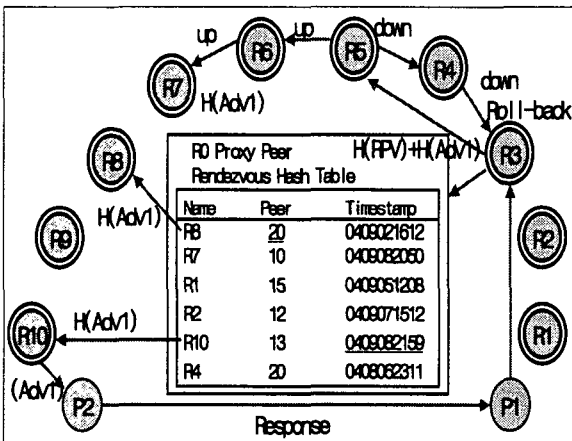 up
up
down
R6
R5
R4
R7
down
H(Adv1)
Roll-back
R3
H(RPV)+H(Adv1)
R8
H(Adv1)
R0 Proxy Peer
Rendezvous Hash Table
Name Peer Timestamp
R8 20 0409021612
R7 10 0409082050
R1 15 0409051208
R2 12 0409071512
R10 13 0409082159
R4 20 0408062311
R9
R2
R10
H(Adv1)
R1
(Adv1)
P2
P1
Response